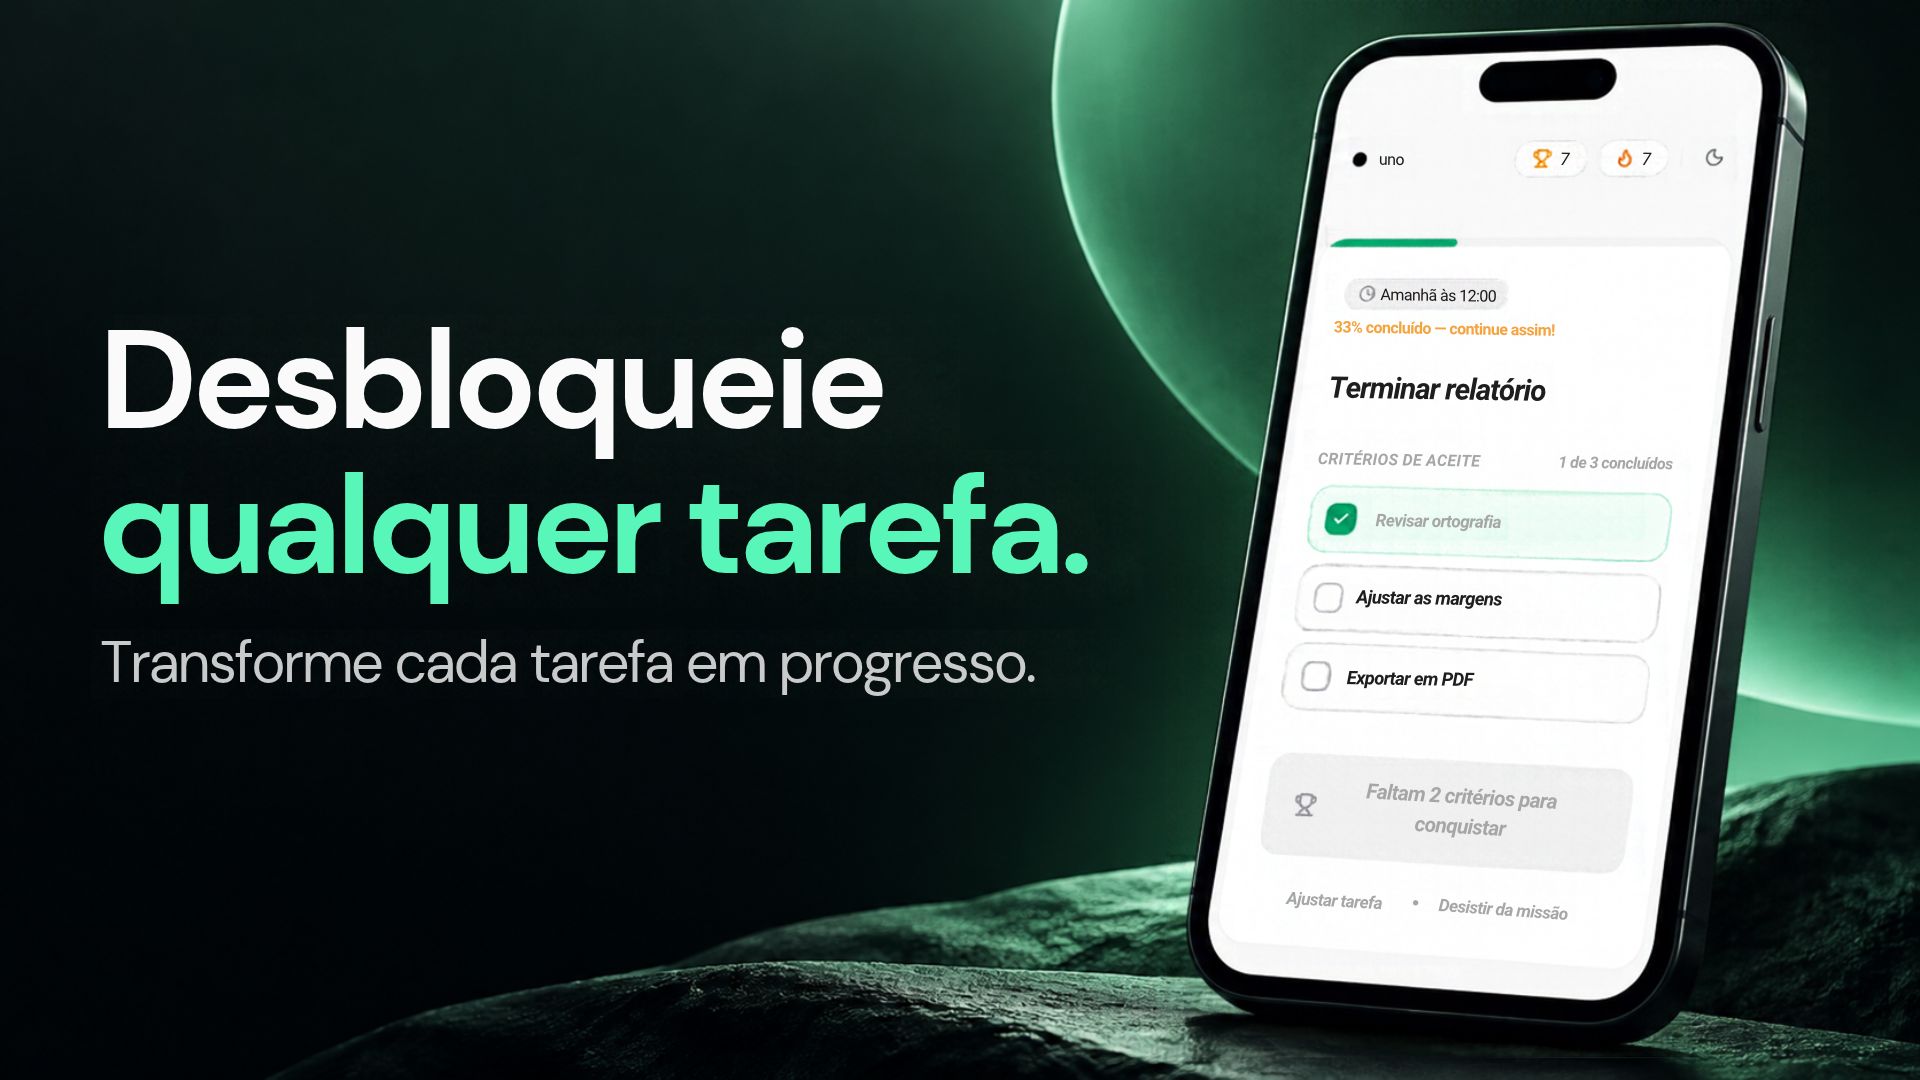 Desbloqueie
qualquer tarefa.
Transforme cada tarefa em progresso.
uno
7
7
Amanhã às 12:00
33% concluído — continue assim!
Terminar relatório
CRITÉRIOS DE ACEITE
1 de 3 concluídos
Revisar ortografia
Ajustar as margens
Exportar em PDF
Faltam 2 critérios para
conquistar
Ajustar tarefa • Desistir da missão